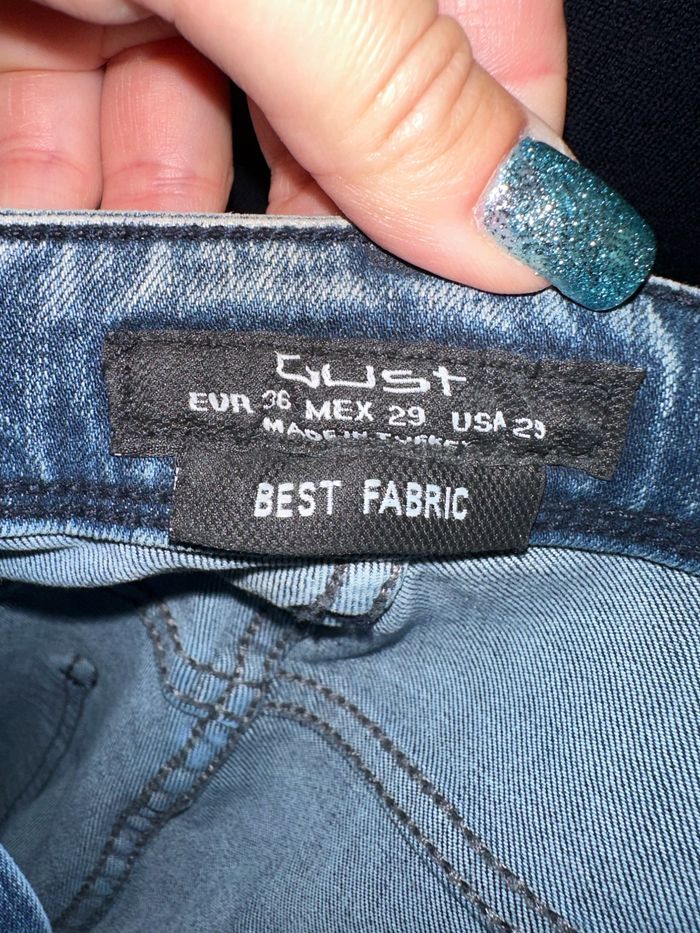 Gust
EUR 36 MEX 29 USA 29
MADE IN TURKEY
BEST FABRIC